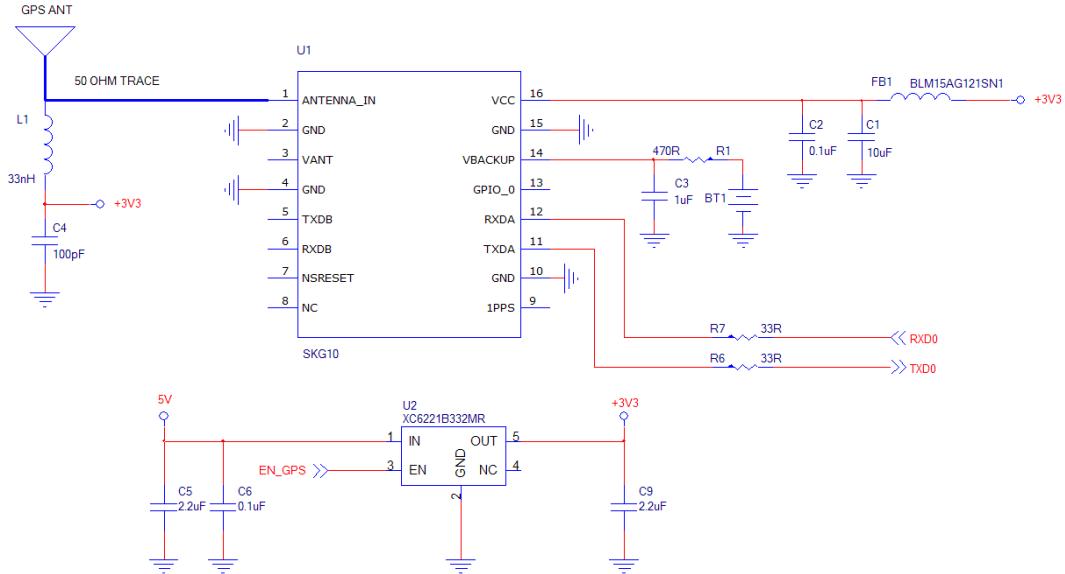 GPS ANT
U1
50 OHM TRACE
FB1 BLM15AG121SN1
1 ANTENNA_IN VCC 16
+3V3
L1
2 GND GND 15
C2 C1
0.1uF 10uF
33nH
3 VANT VBACKUP 14
470R R1
4 GND GPIO_0 13
C3
1uF
BT1
+3V3
5 TXDB RXDA 12
C4
100pF
6 RXDB TXDA 11
7 NSRESET GND 10
8 NC 1PPS 9
R7 33R
RXD0
SKG10
R6 33R
TXD0
5V
U2
XC6221B332MR
+3V3
1 IN OUT 5
EN_GPS
3 EN NC 4
GND
2
C5
2.2uF
C6
0.1uF
C9
2.2uF